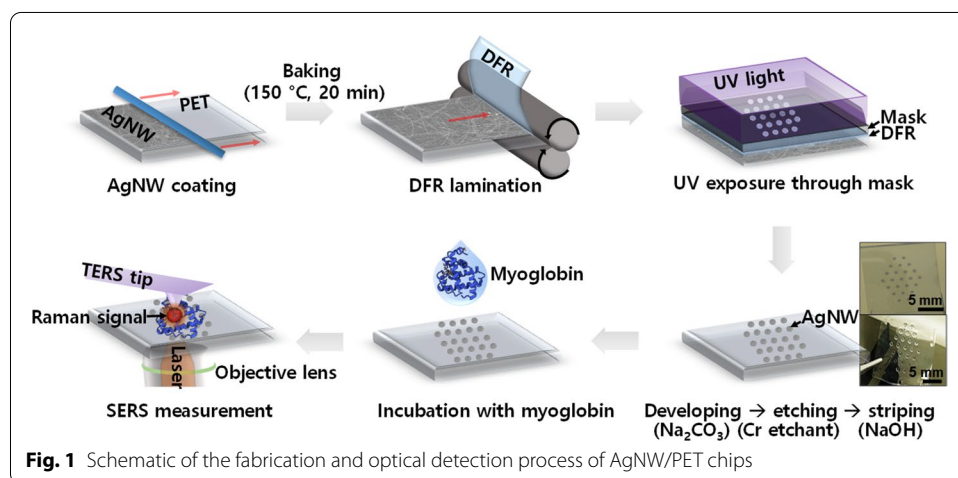 Baking
(150 °C, 20 min)
PET
AgNW
AgNW coating
DFR
DFR lamination
UV light
Mask
DFR
UV exposure through mask
TERS tip
Raman signal
Laser
Objective lens
SERS measurement
Myoglobin
Incubation with myoglobin
AgNW
5 mm
5 mm
Developing → etching → striping
(Na₂CO₃) (Cr etchant) (NaOH)
Fig. 1 Schematic of the fabrication and optical detection process of AgNW/PET chips